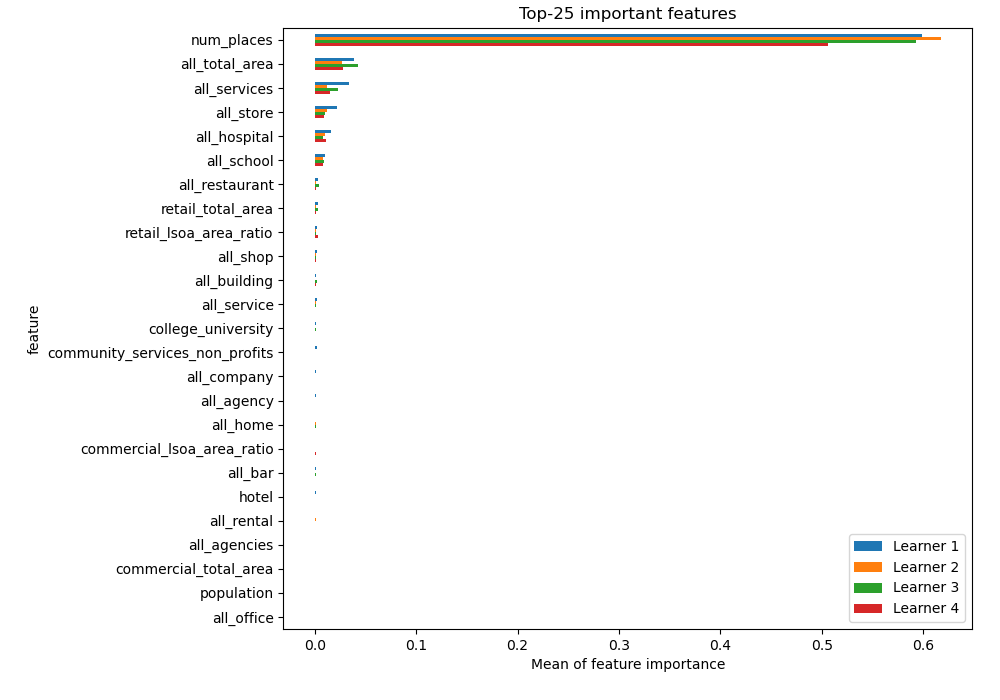 Top-25 important features
num_places
all_total_area
all_services
all_store
all_hospital
all_school
all_restaurant
retail_total_area
retail_lsoa_area_ratio
all_shop
all_building
all_service
college_university
community_services_non_profits
all_company
all_agency
all_home
commercial_lsoa_area_ratio
all_bar
hotel
all_rental
all_agencies
commercial_total_area
population
all_office
feature
Learner 1
Learner 2
Learner 3
Learner 4
0.0 0.1 0.2 0.3 0.4 0.5 0.6
Mean of feature importance